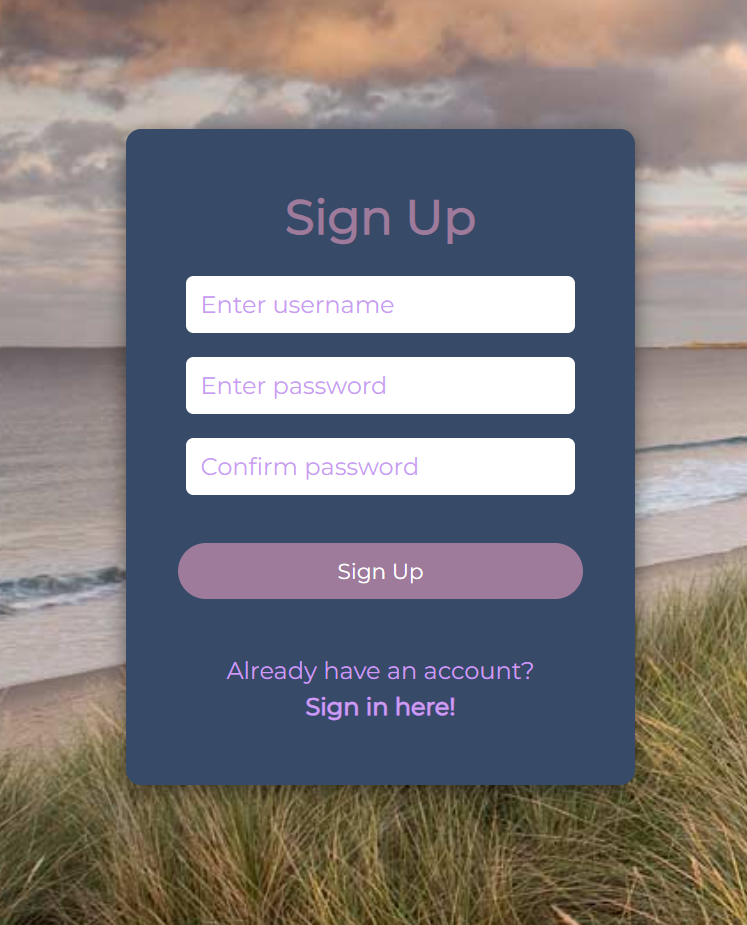 Sign Up
Enter username
Enter password
Confirm password
Sign Up
Already have an account?
Sign in here!